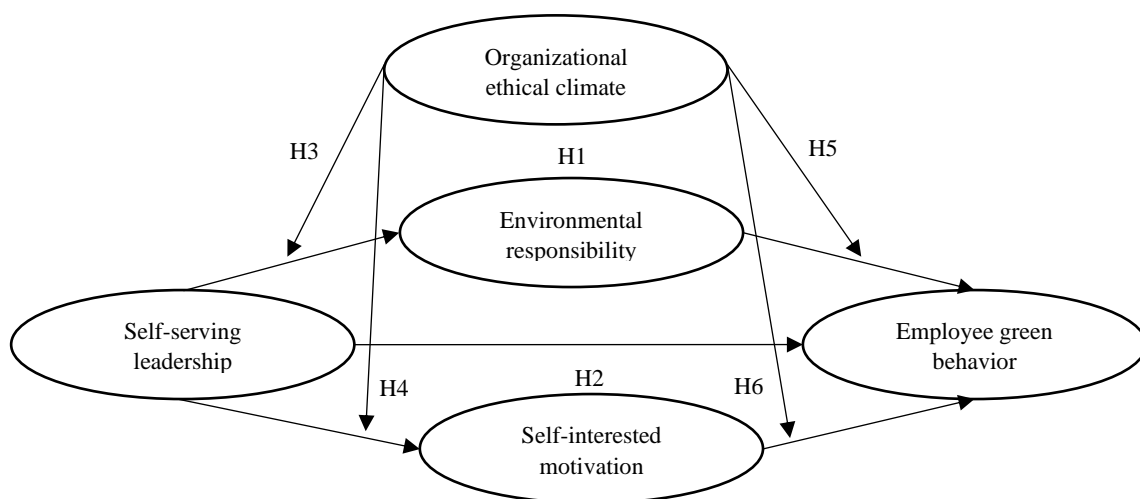 Organizational
ethical climate
H3
H1
H5
Environmental
responsibility
Self-serving
leadership
Employee green
behavior
H4
H2
H6
Self-interested
motivation